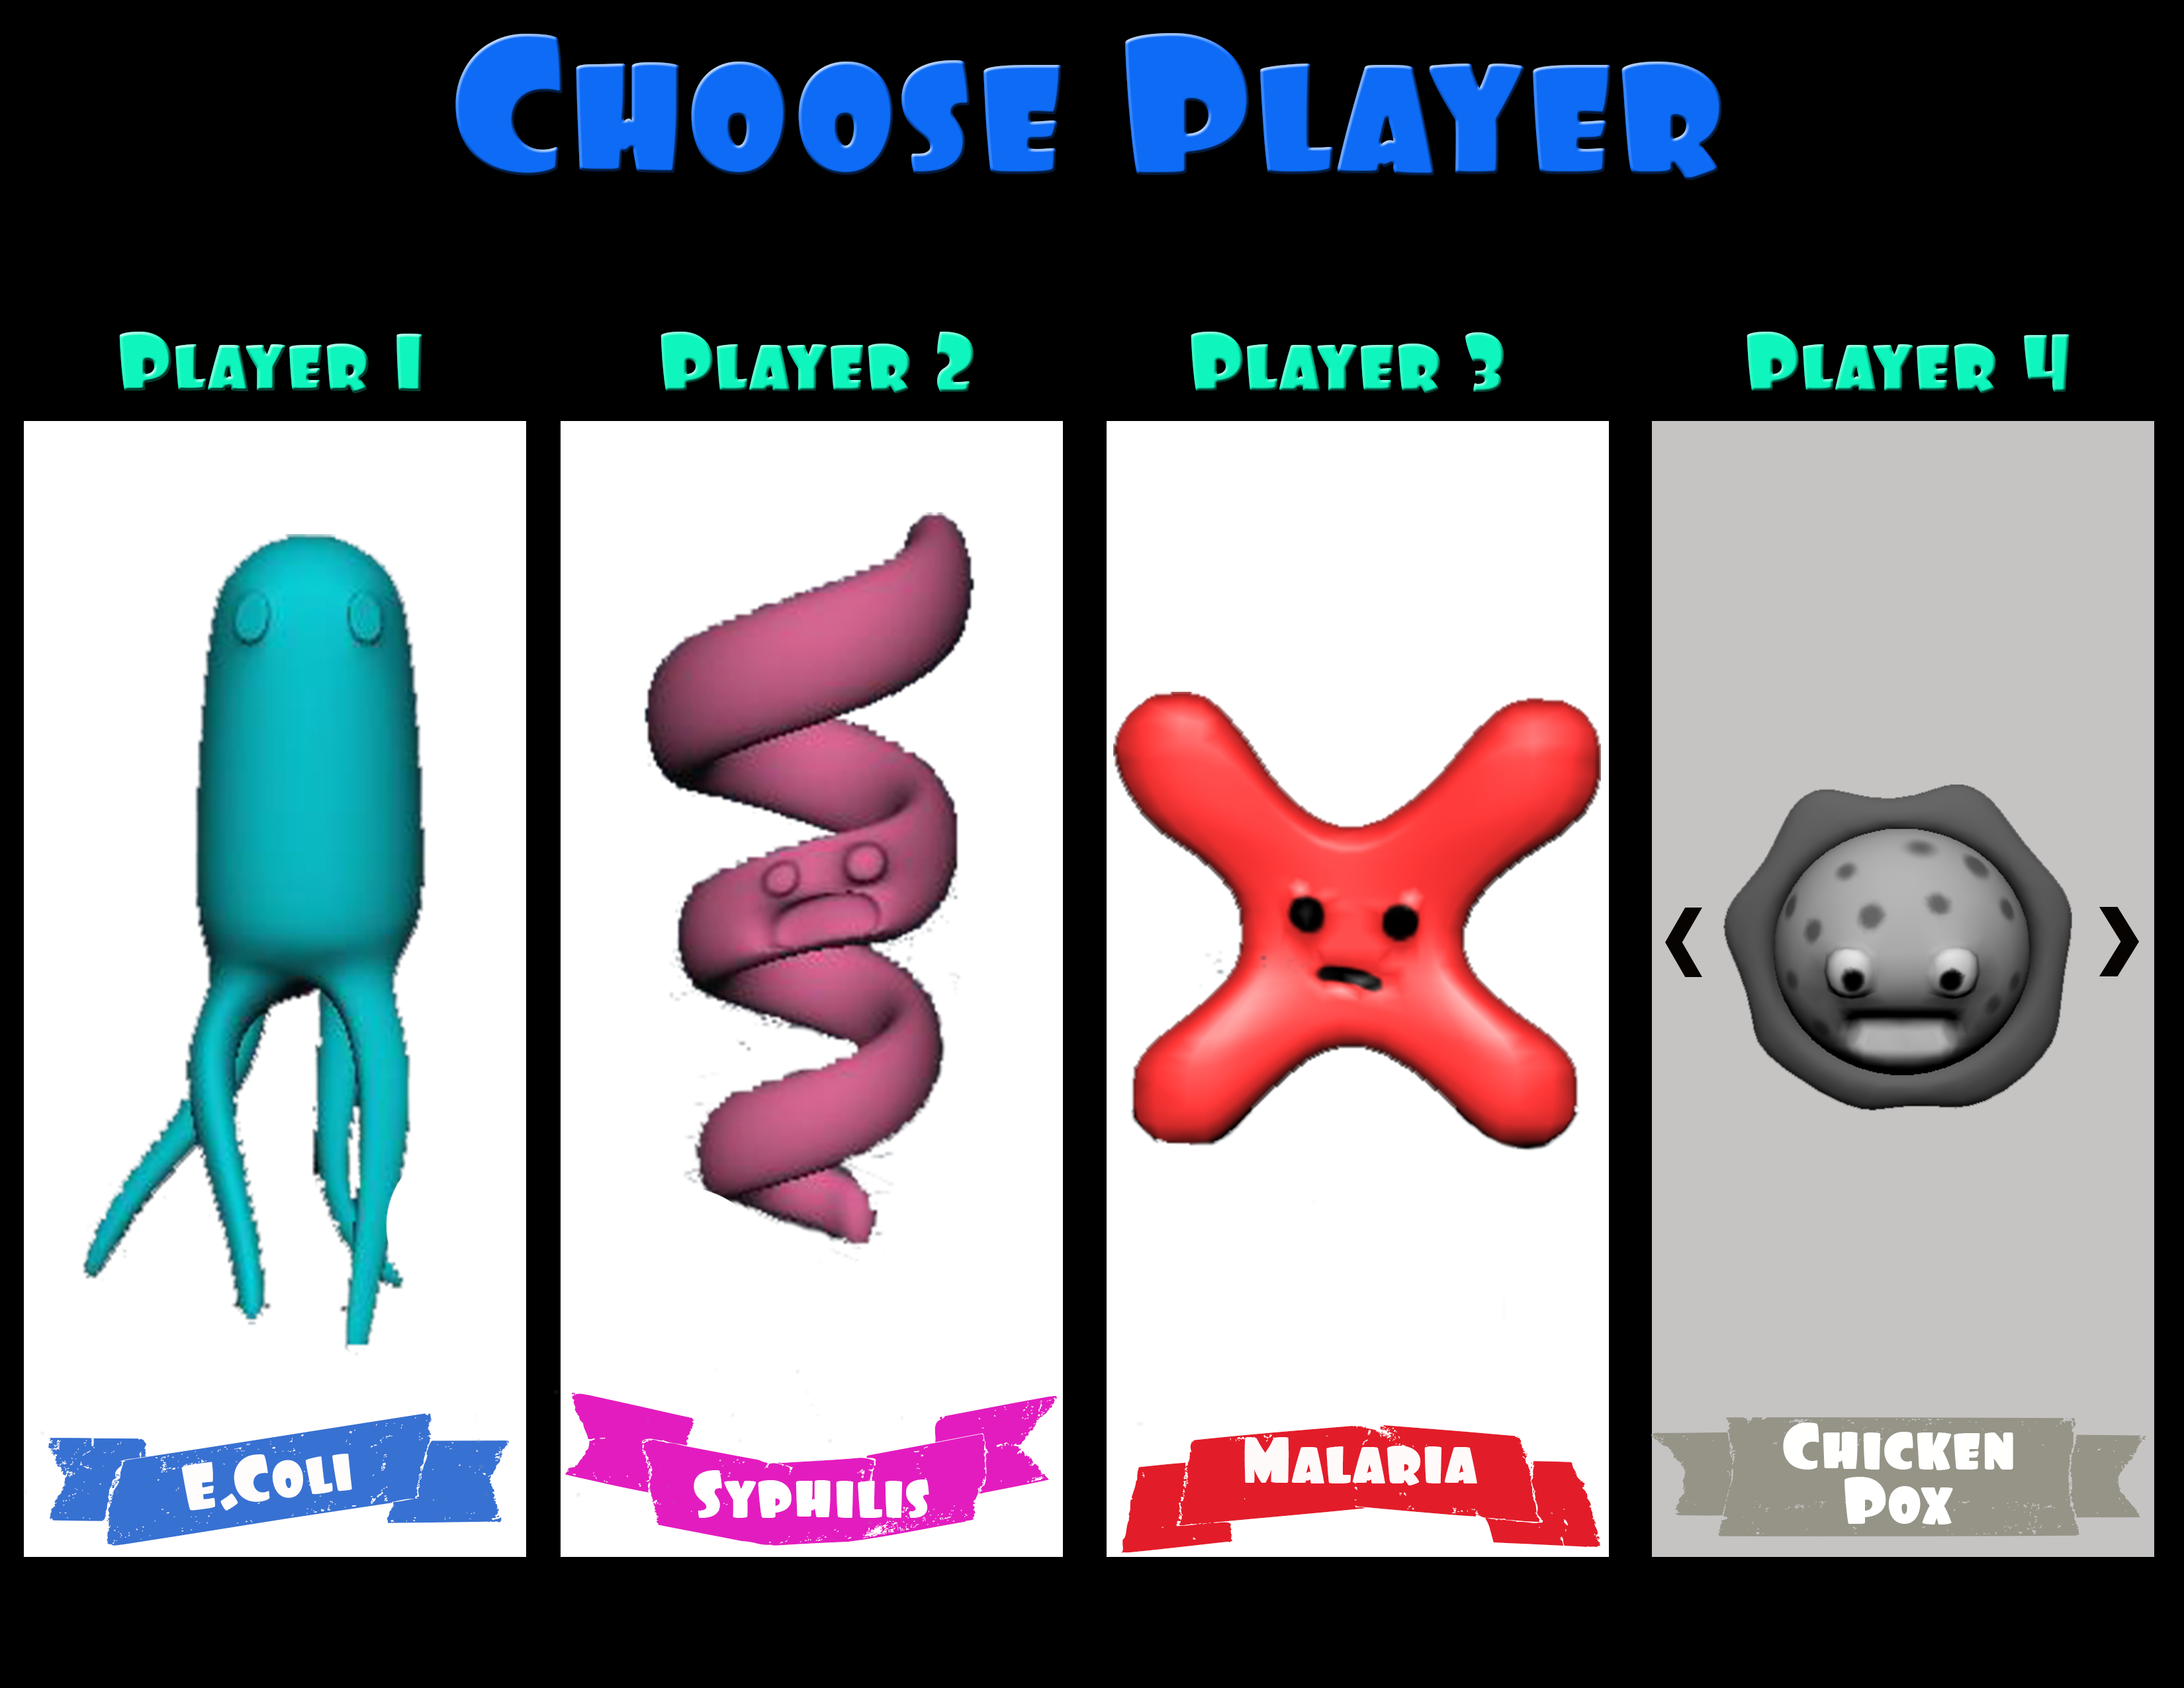 Choose Player
Player 1
Player 2
Player 3
Player 4
E.Coli
Syphilis
Malaria
Chicken
Pox